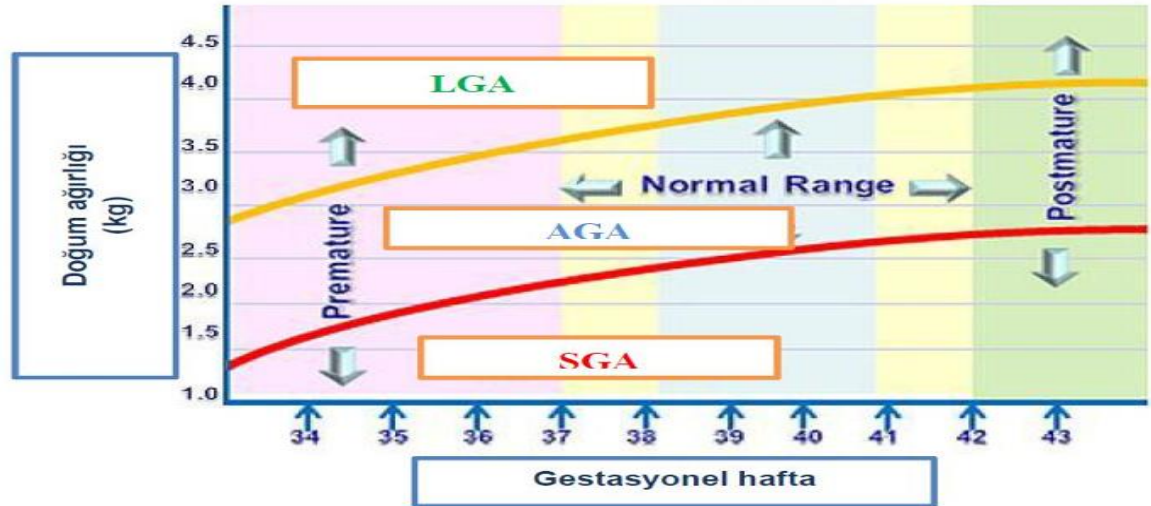 4.5
4.0
3.5
3.0
2.5
2.0
1.5
1.0
Doğum ağırlığı
(kg)
LGA
Normal Range
AGA
SGA
Premature
Postmature
34 35 36 37 38 39 40 41 42 43
Gestasyonel hafta